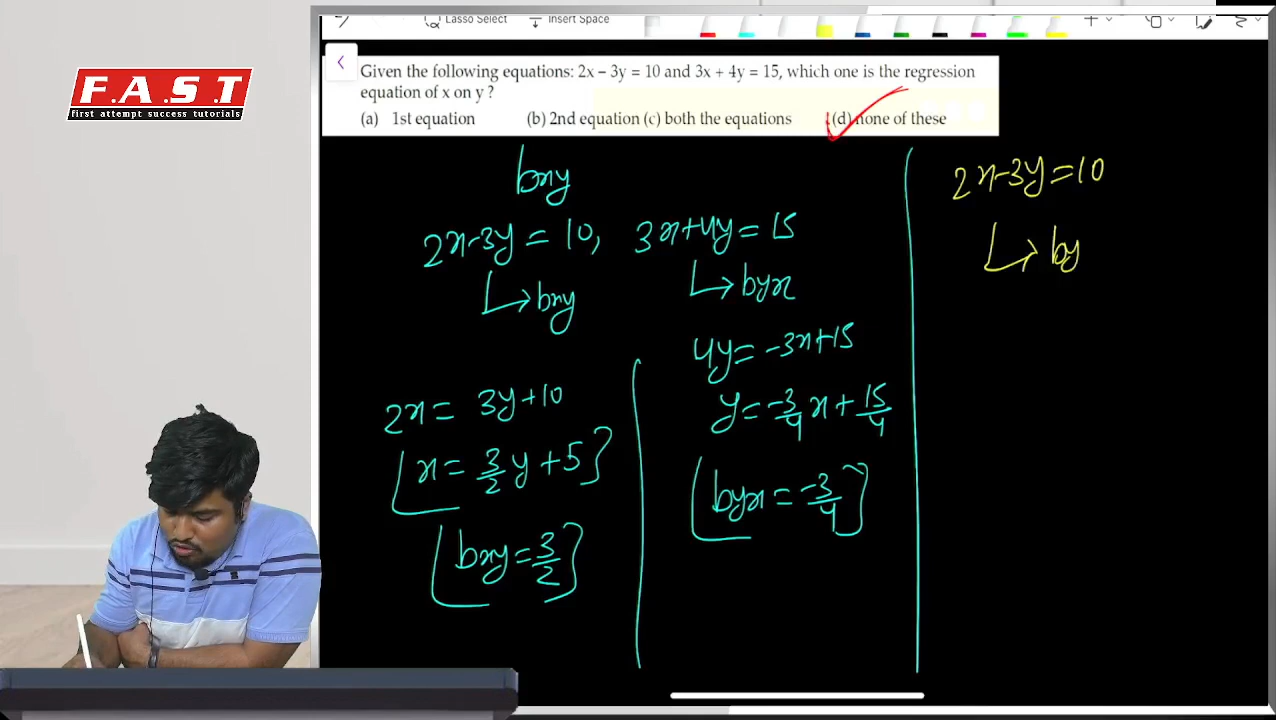 Lasso Select
Insert Space
F.A.S.T
first attempt success tutorials
Given the following equations: 2x – 3y = 10 and 3x + 4y = 15, which one is the regression
equation of x on y ?
(a) 1st equation (b) 2nd equation (c) both the equations (d) none of these
bxy
2x-3y = 10, 3x+4y = 15
↳ bxy ↳ byx
2x = 3y+10
x = 3/2 y + 5
bxy = 3/2
4y = -3x+15
y = -3/4 x + 15/4
byx = -3/4
2x-3y=10
↳ by